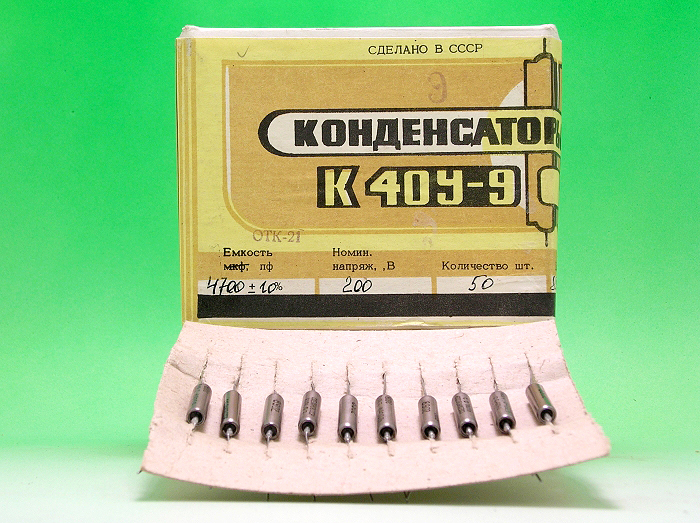 СДЕЛАНО В СССР
КОНДЕНСАТОР
К 40У-9
ОТК-21
Емкость
мкф, пф
Номин.
напряж., В
Количество шт.
4700 ± 10%
200
50